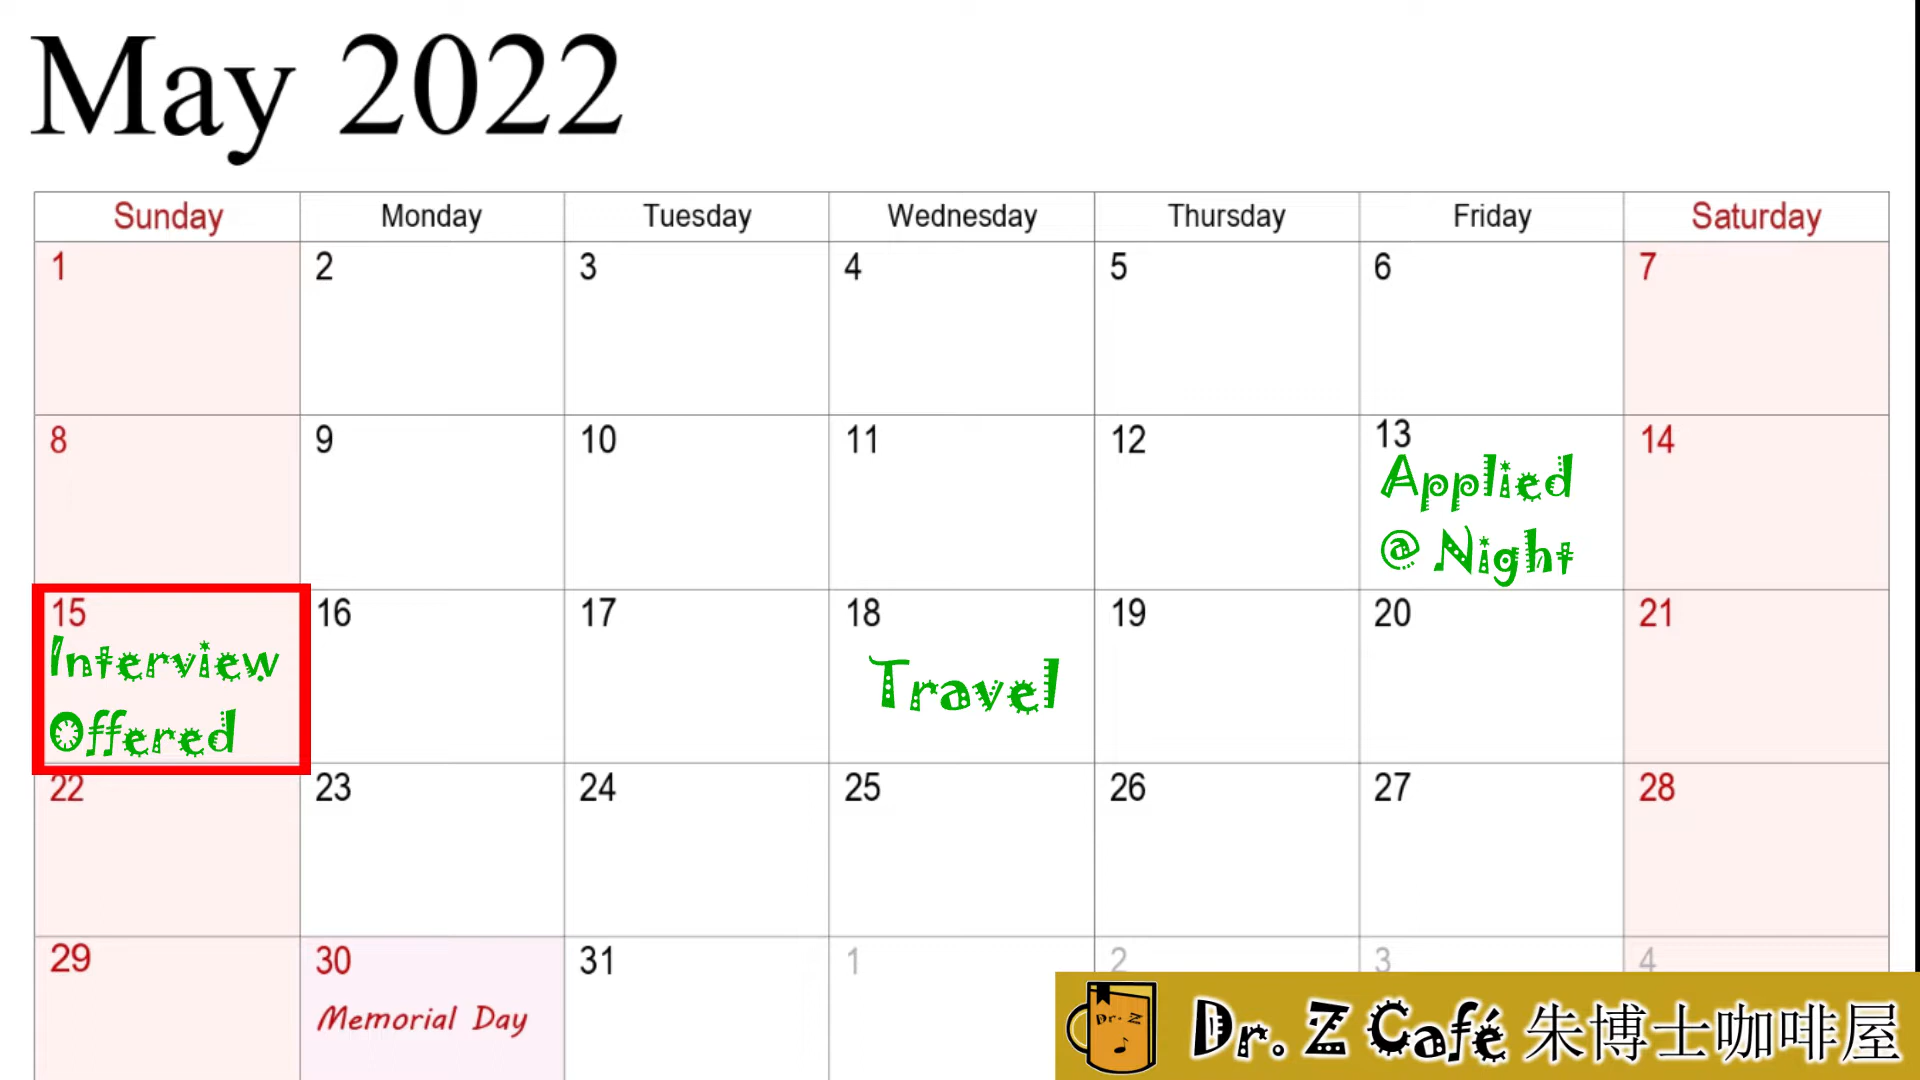 May 2022
Sunday Monday Tuesday Wednesday Thursday Friday Saturday
1 2 3 4 5 6 7
8 9 10 11 12 13 14
Applied
@ Night
15 16 17 18 19 20 21
Interview
Offered
Travel
22 23 24 25 26 27 28
29 30 31 1 2 3 4
Memorial Day
Dr. Z
Dr. Z Café 朱博士咖啡屋